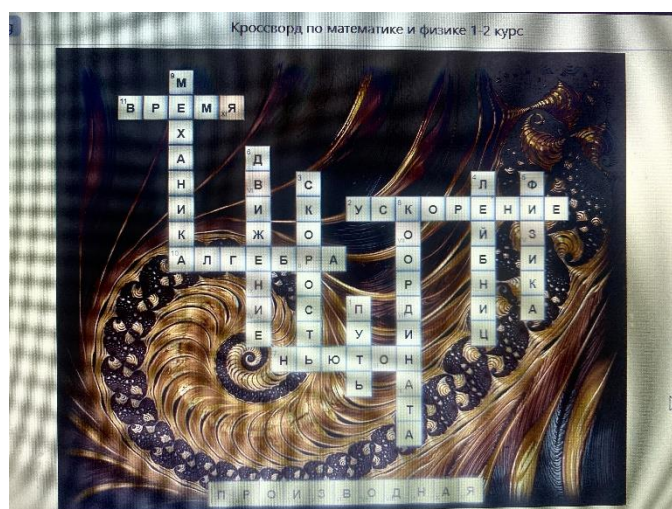 Кроссворд по математике и физике 1-2 курс
МЕХАНИКА
ВРЕМЯ
ДВИЖЕНИЕ
СКОРОСТЬ
УСКОРЕНИЕ
КООРДИНАТА
ЛЕЙБНИЦ
ФИЗИКА
АЛГЕБРА
ПУТЬ
НЬЮТОН
ПРОИЗВОДНАЯ